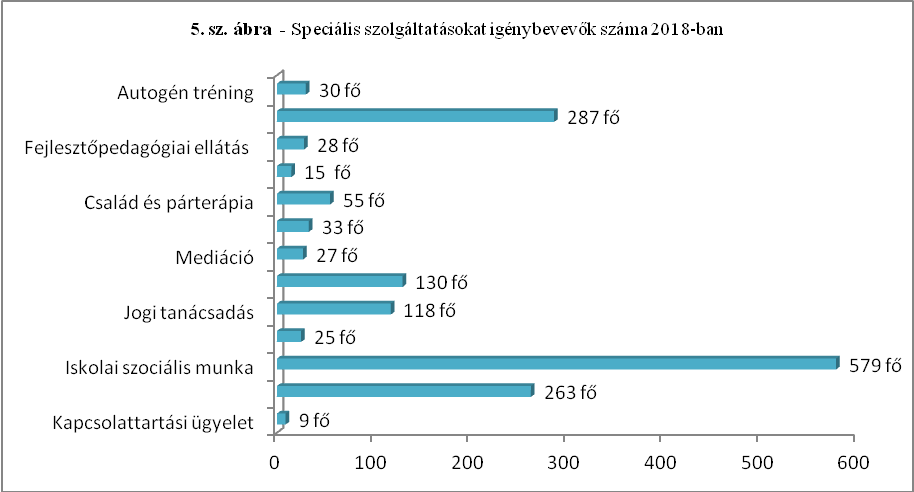 5. sz. ábra - Speciális szolgáltatásokat igénybevevők száma 2018-ban
Autogén tréning 30 fő
287 fő
Fejlesztőpedagógiai ellátás 28 fő
15 fő
Család és párterápia 55 fő
33 fő
Mediáció 27 fő
130 fő
Jogi tanácsadás 118 fő
25 fő
Iskolai szociális munka 579 fő
263 fő
Kapcsolattartási ügyelet 9 fő
0 100 200 300 400 500 600